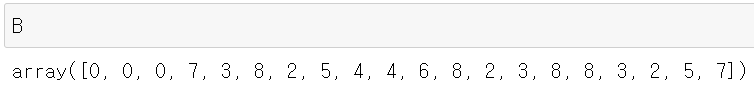 B
array([0, 0, 0, 7, 3, 8, 2, 5, 4, 4, 6, 8, 2, 3, 8, 8, 3, 2, 5, 7])